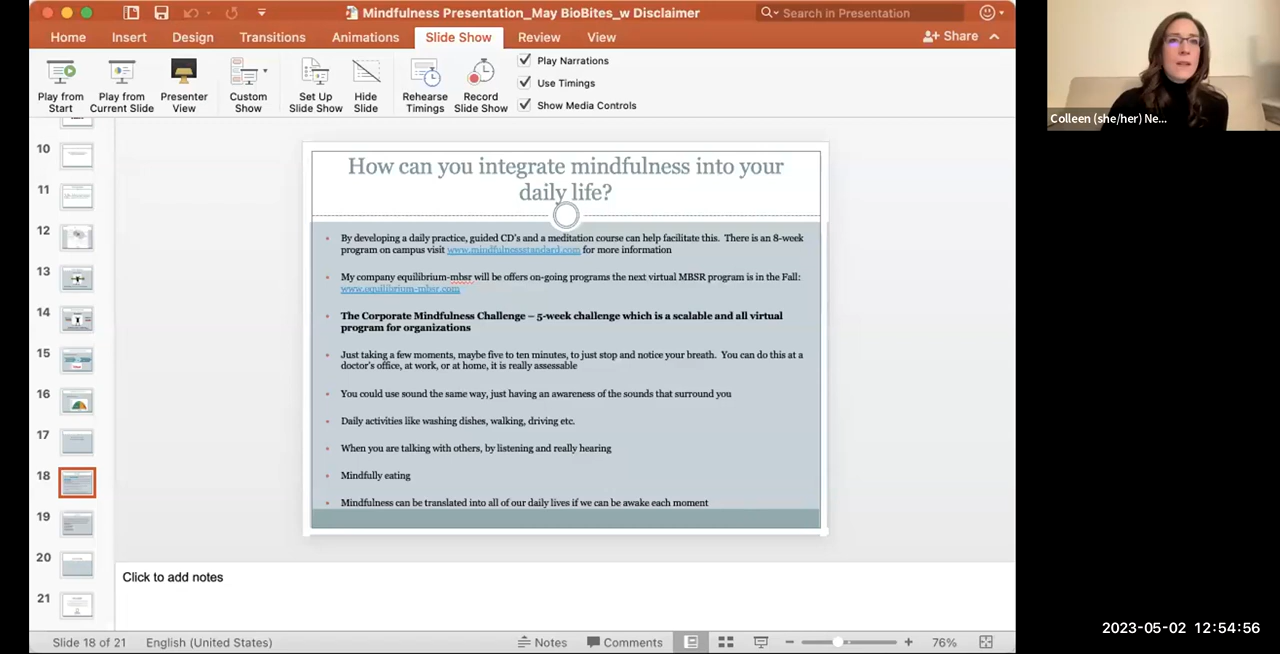 Mindfulness Presentation_May BioBites_w Disclaimer
Search in Presentation
Home Insert Design Transitions Animations Slide Show Review View
Share
Play from Start
Play from Current Slide
Presenter View
Custom Show
Set Up Slide Show
Hide Slide
Rehearse Timings
Record Slide Show
Play Narrations
Use Timings
Show Media Controls
Colleen (she/her) Ne...
10
11
12
13
14
15
16
17
18
19
20
21
How can you integrate mindfulness into your
daily life?
• By developing a daily practice, guided CD's and a meditation course can help facilitate this. There is an 8-week
program on campus visit www.mindfulnessstandard.com for more information
• My company equilibrium-mbsr will be offers on-going programs the next virtual MBSR program is in the Fall:
www.equilibrium-mbsr.com
• The Corporate Mindfulness Challenge – 5-week challenge which is a scalable and all virtual
program for organizations
• Just taking a few moments, maybe five to ten minutes, to just stop and notice your breath. You can do this at a
doctor's office, at work, or at home, it is really assessable
• You could use sound the same way, just having an awareness of the sounds that surround you
• Daily activities like washing dishes, walking, driving etc.
• When you are talking with others, by listening and really hearing
• Mindfully eating
• Mindfulness can be translated into all of our daily lives if we can be awake each moment
Click to add notes
Slide 18 of 21 English (United States) Notes Comments 76%
2023-05-02 12:54:56